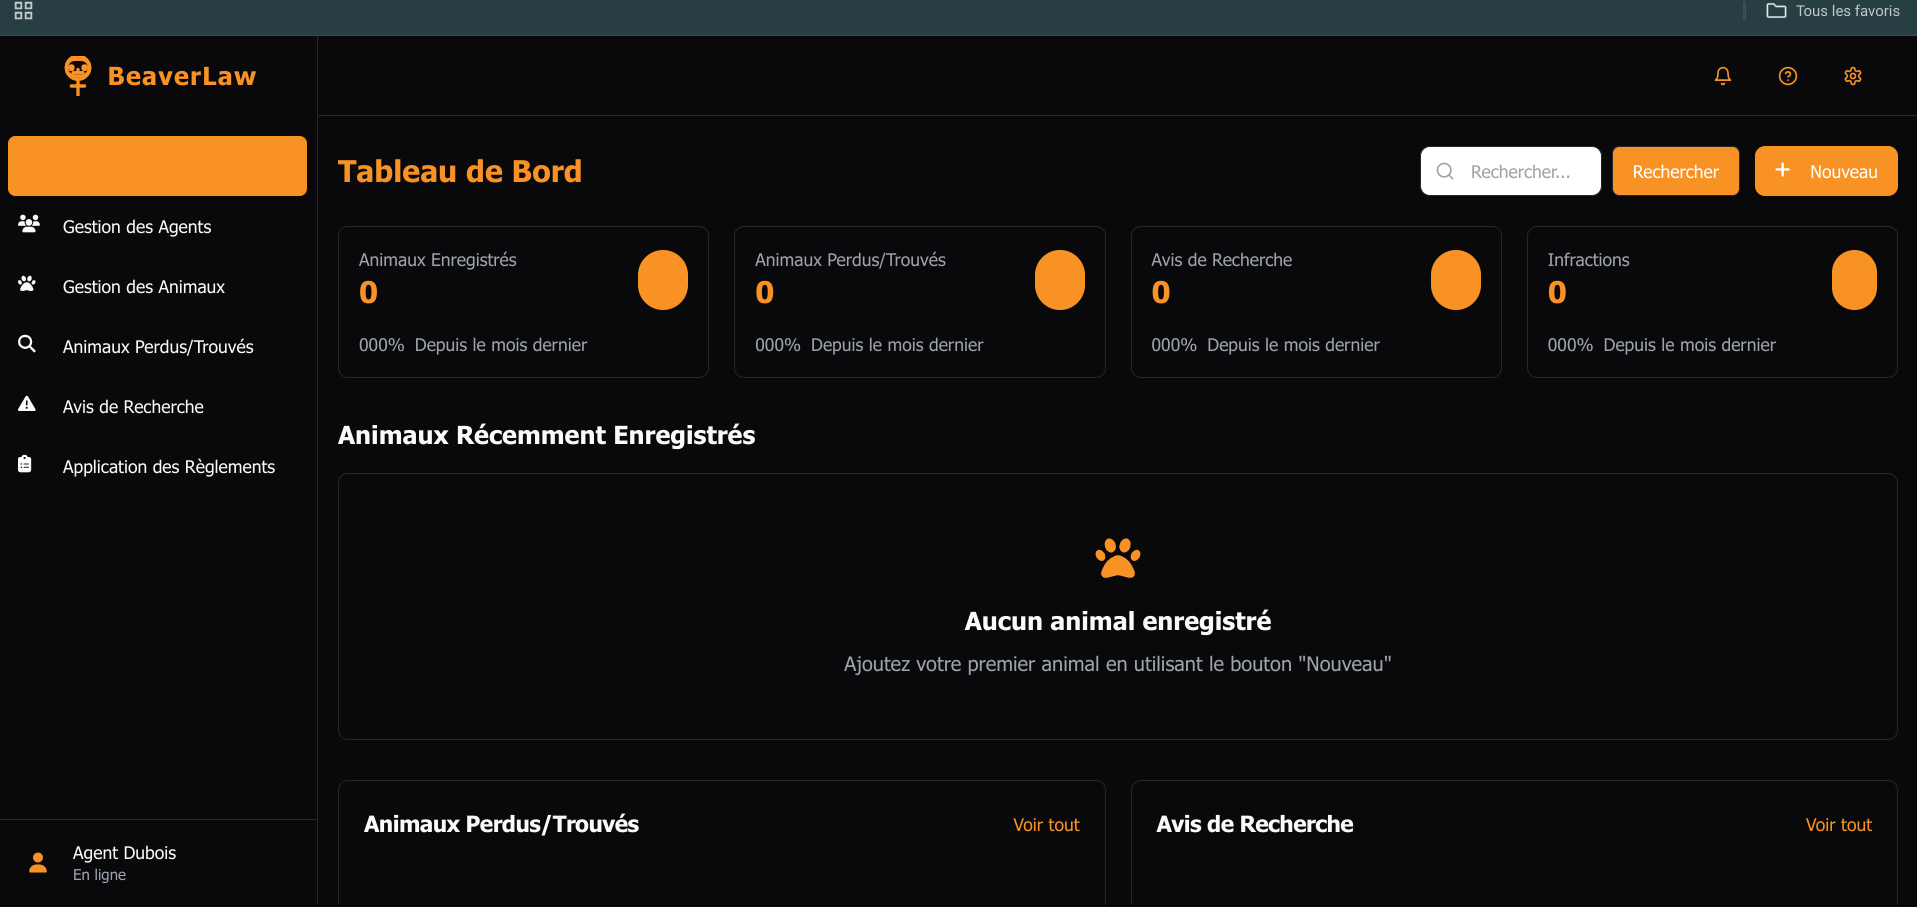 Tous les favoris
BeaverLaw
Tableau de Bord
Rechercher...
Rechercher
Nouveau
Gestion des Agents
Gestion des Animaux
Animaux Perdus/Trouvés
Avis de Recherche
Application des Règlements
Animaux Enregistrés
0
000% Depuis le mois dernier
Animaux Perdus/Trouvés
0
000% Depuis le mois dernier
Avis de Recherche
0
000% Depuis le mois dernier
Infractions
0
000% Depuis le mois dernier
Animaux Récemment Enregistrés
Aucun animal enregistré
Ajoutez votre premier animal en utilisant le bouton "Nouveau"
Animaux Perdus/Trouvés
Voir tout
Avis de Recherche
Voir tout
Agent Dubois
En ligne